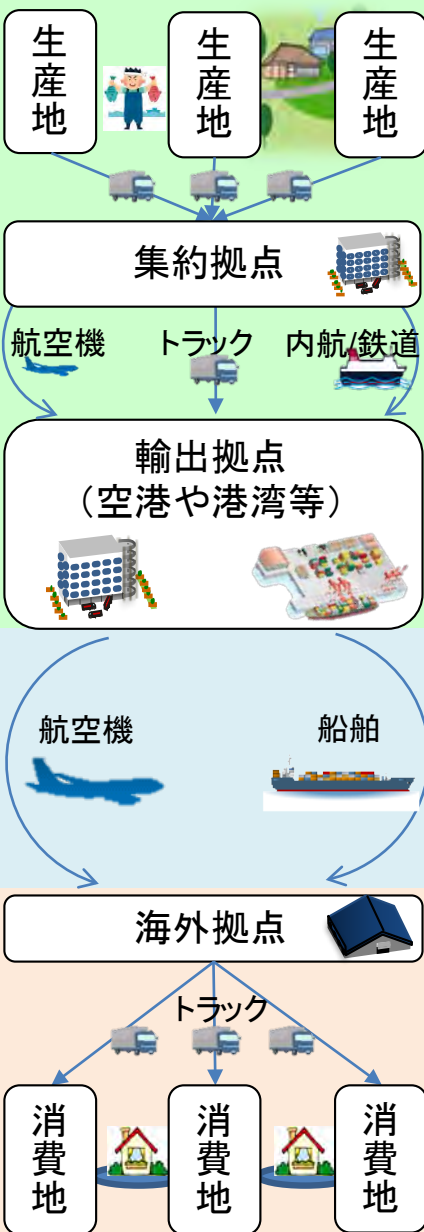 生産地
生産地
生産地
集約拠点
航空機
トラック
内航/鉄道
輸出拠点
（空港や港湾等）
航空機
船舶
海外拠点
トラック
消費地
消費地
消費地